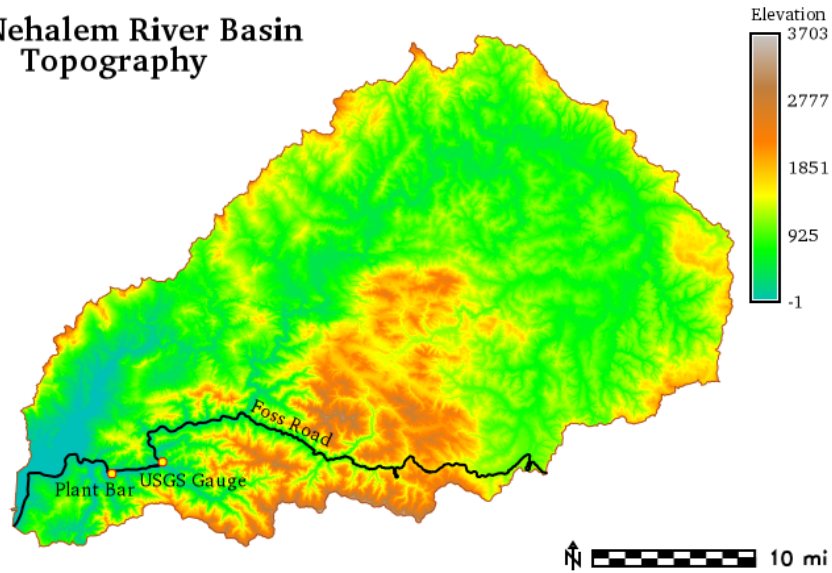 Nehalem River Basin
Topography
Elevation
3703
2777
1851
925
-1
Foss Road
Plant Bar
USGS Gauge
N
10 mi